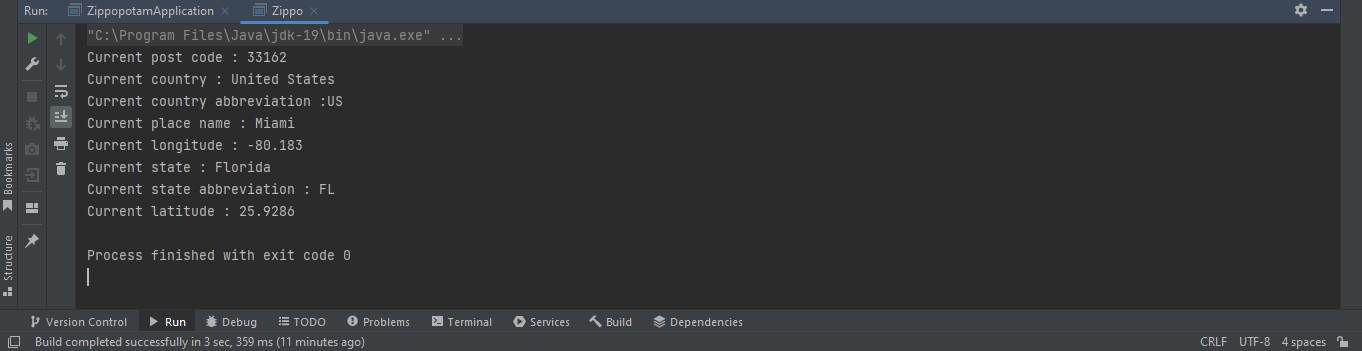 Run: ZippopotamApplication × Zippo ×
"C:\Program Files\Java\jdk-19\bin\java.exe" ...
Current post code : 33162
Current country : United States
Current country abbreviation :US
Current place name : Miami
Current longitude : -80.183
Current state : Florida
Current state abbreviation : FL
Current latitude : 25.9286
Process finished with exit code 0
Bookmarks
Structure
Version Control Run Debug TODO Problems Terminal Services Build Dependencies
Build completed successfully in 3 sec, 359 ms (11 minutes ago) CRLF UTF-8 4 spaces